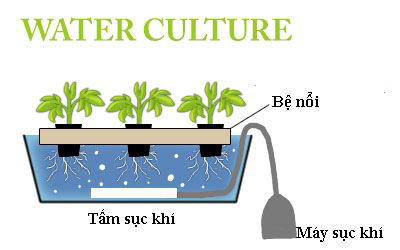 WATER CULTURE
Bệ nổi
Tấm sục khí
Máy sục khí